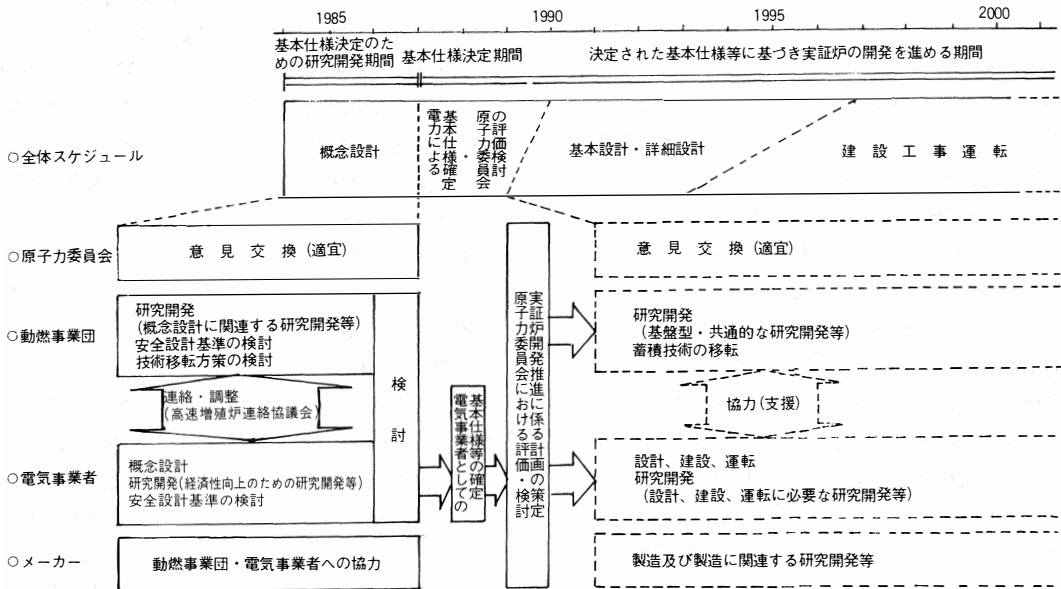 1985 1990 1995 2000
基本仕様決定のた
めの研究開発期間
基本仕様決定期間
決定された基本仕様等に基づき実証炉の開発を進める期間
○全体スケジュール
概念設計
電力による
基本仕様確定
・
原子力委員会
の評価検討
基本設計・詳細設計
建設工事運転
○原子力委員会
意見交換(適宜)
意見交換(適宜)
○動燃事業団
研究開発
(概念設計に関連する研究開発等)
安全設計基準の検討
技術移転方策の検討
検討
連絡・調整
(高速増殖炉連絡協議会)
○電気事業者
概念設計
研究開発(経済性向上のための研究開発等)
安全設計基準の検討
電気事業者としての
基本仕様等の確定
原子力委員会における評価・検討
実証炉開発推進に係る計画の策定
研究開発
(基盤型・共通的な研究開発等)
蓄積技術の移転
協力(支援)
設計、建設、運転
研究開発
(設計、建設、運転に必要な研究開発等)
○メーカー
動燃事業団・電気事業者への協力
製造及び製造に関連する研究開発等